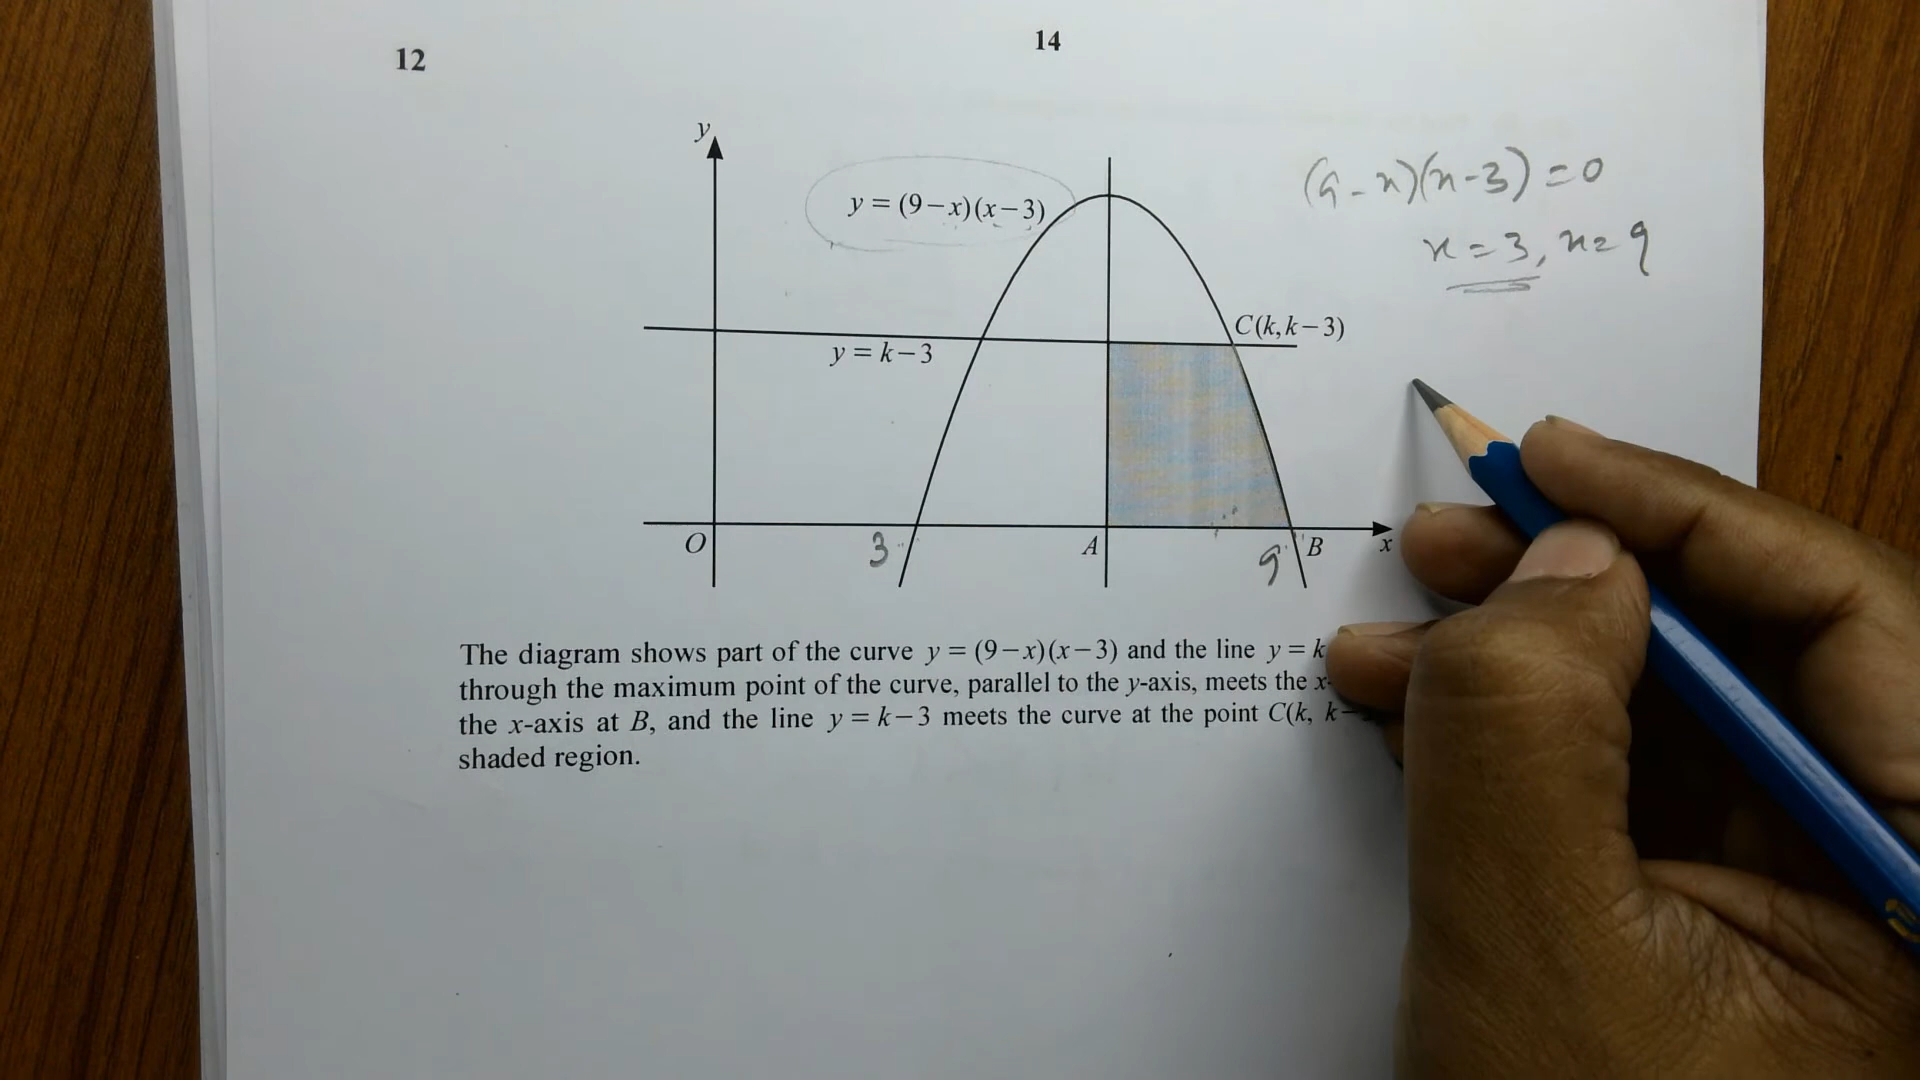 12
14
y
y = (9−x)(x−3)
(9-x)(x-3) = 0
x = 3, x = 9
C(k, k−3)
y = k−3
O
3
A
9
B
x
The diagram shows part of the curve y = (9−x)(x−3) and the line y = k
through the maximum point of the curve, parallel to the y-axis, meets the x-
the x-axis at B, and the line y = k−3 meets the curve at the point C(k, k−
shaded region.